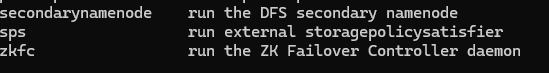 secondarynamenode    run the DFS secondary namenode
sps                  run external storagepolicysatisfier
zkfc                 run the ZK Failover Controller daemon